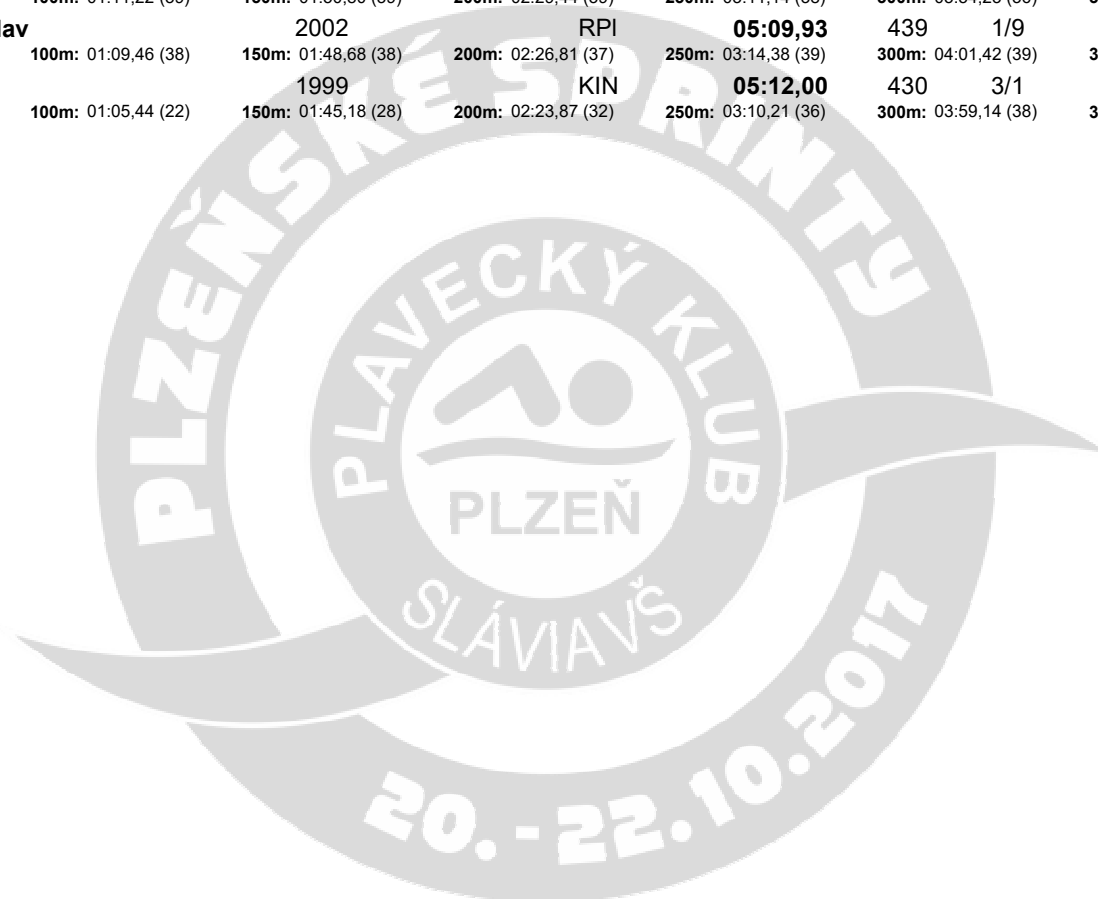 lav 2002 RPI 05:09,93 439 1/9
100m: 01:09,46 (38) 150m: 01:48,68 (38) 200m: 02:26,81 (37) 250m: 03:14,38 (39) 300m: 04:01,42 (39) 3
1999 KIN 05:12,00 430 3/1
100m: 01:05,44 (22) 150m: 01:45,18 (28) 200m: 02:23,87 (32) 250m: 03:10,21 (36) 300m: 03:59,14 (38) 3
PLZEŇSKÉ SPRINTY
PLAVECKÝ KLUB
PLZEŇ
SLÁVIA VŠ
20. - 22.10.2017